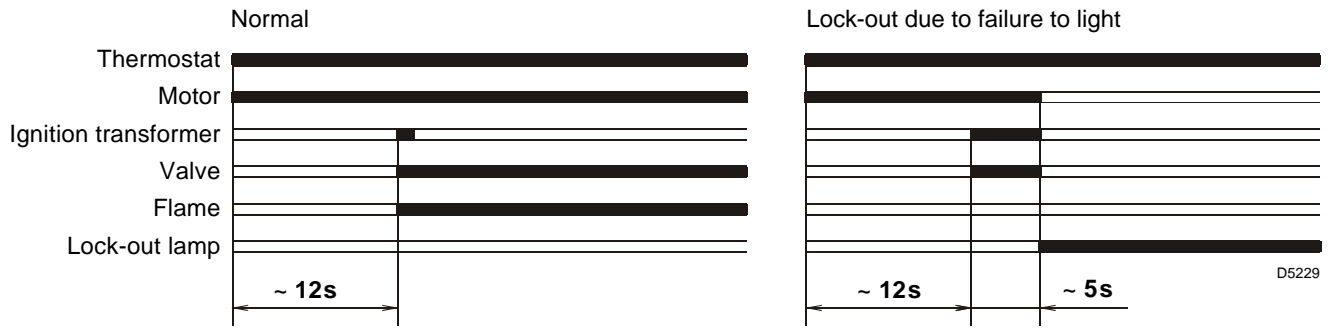 Normal
Lock-out due to failure to light
Thermostat
Motor
Ignition transformer
Valve
Flame
Lock-out lamp
D5229
~ 12s
~ 12s
~ 5s